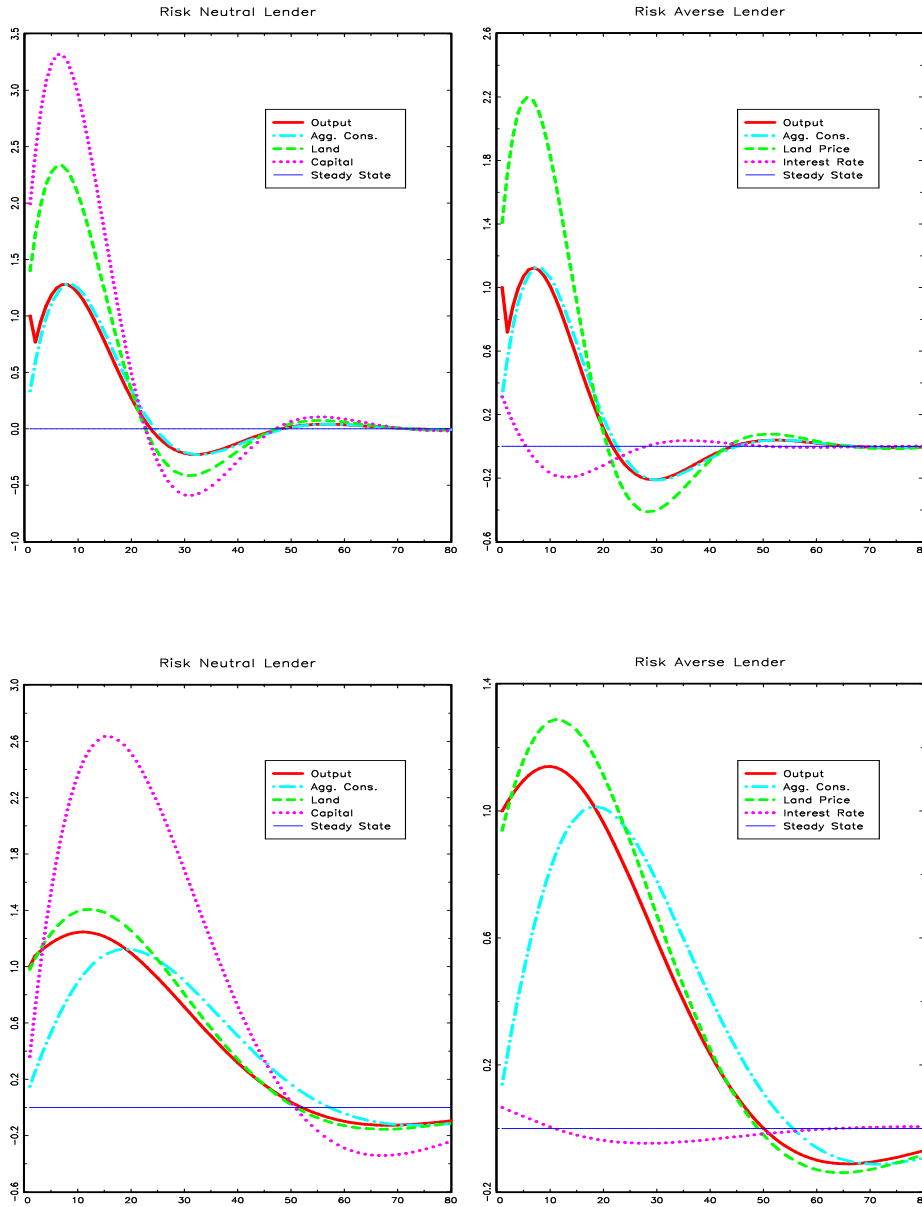 Risk Neutral Lender
3.5
3.0
2.5
2.0
1.5
1.0
0.5
0.0
−0.5
−1.0
Output
Agg. Cons.
Land
Capital
Steady State
0 10 20 30 40 50 60 70 80
Risk Averse Lender
2.6
2.2
1.8
1.4
1.0
0.6
0.2
−0.2
−0.6
Output
Agg. Cons.
Land Price
Interest Rate
Steady State
0 10 20 30 40 50 60 70 80
Risk Neutral Lender
3.0
2.6
2.2
1.8
1.4
1.0
0.6
0.2
−0.2
−0.6
Output
Agg. Cons.
Land
Capital
Steady State
0 10 20 30 40 50 60 70 80
Risk Averse Lender
1.4
1.0
0.6
0.2
−0.2
Output
Agg. Cons.
Land Price
Interest Rate
Steady State
0 10 20 30 40 50 60 70 80